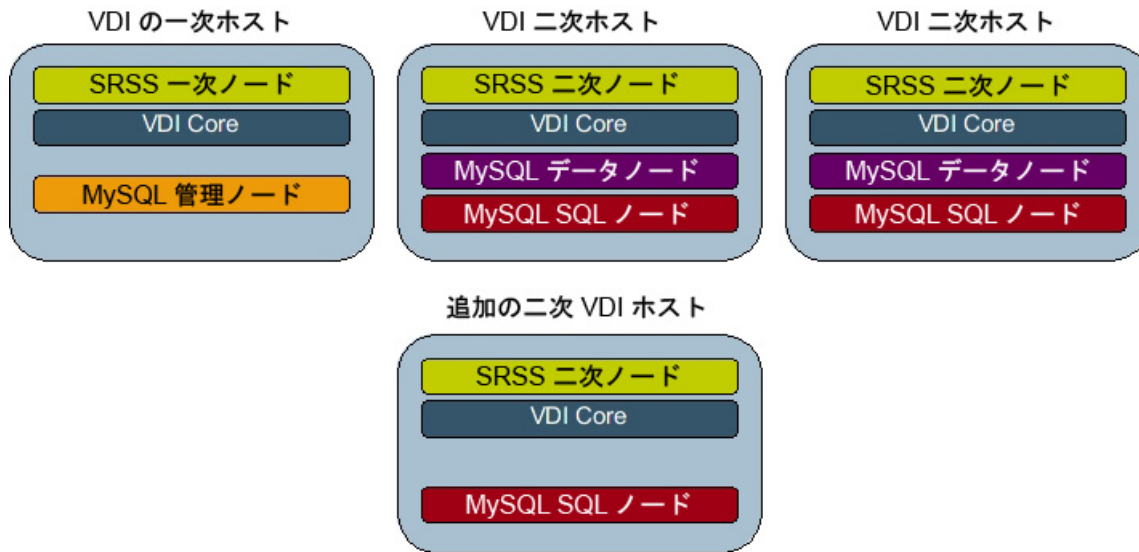 VDI の一次ホスト
SRSS 一次ノード
VDI Core
MySQL 管理ノード
VDI 二次ホスト
SRSS 二次ノード
VDI Core
MySQL データノード
MySQL SQL ノード
VDI 二次ホスト
SRSS 二次ノード
VDI Core
MySQL データノード
MySQL SQL ノード
追加の二次 VDI ホスト
SRSS 二次ノード
VDI Core
MySQL SQL ノード